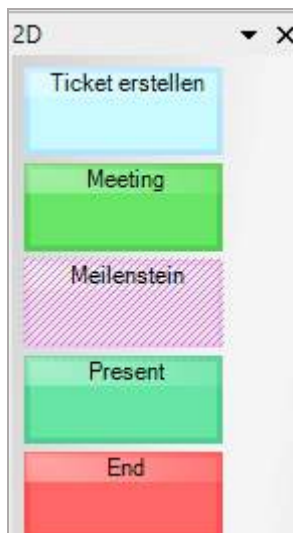 2D
Ticket erstellen
Meeting
Meilenstein
Present
End